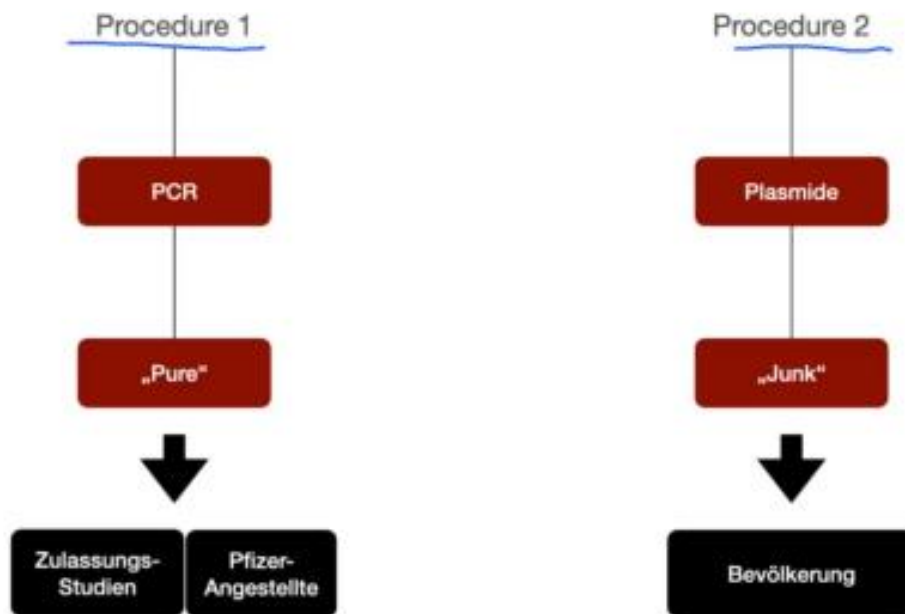 Procedure 1
Procedure 2
PCR
Plasmide
„Pure“
„Junk“
Zulassungs-
Studien
Pfizer-
Angestellte
Bevölkerung